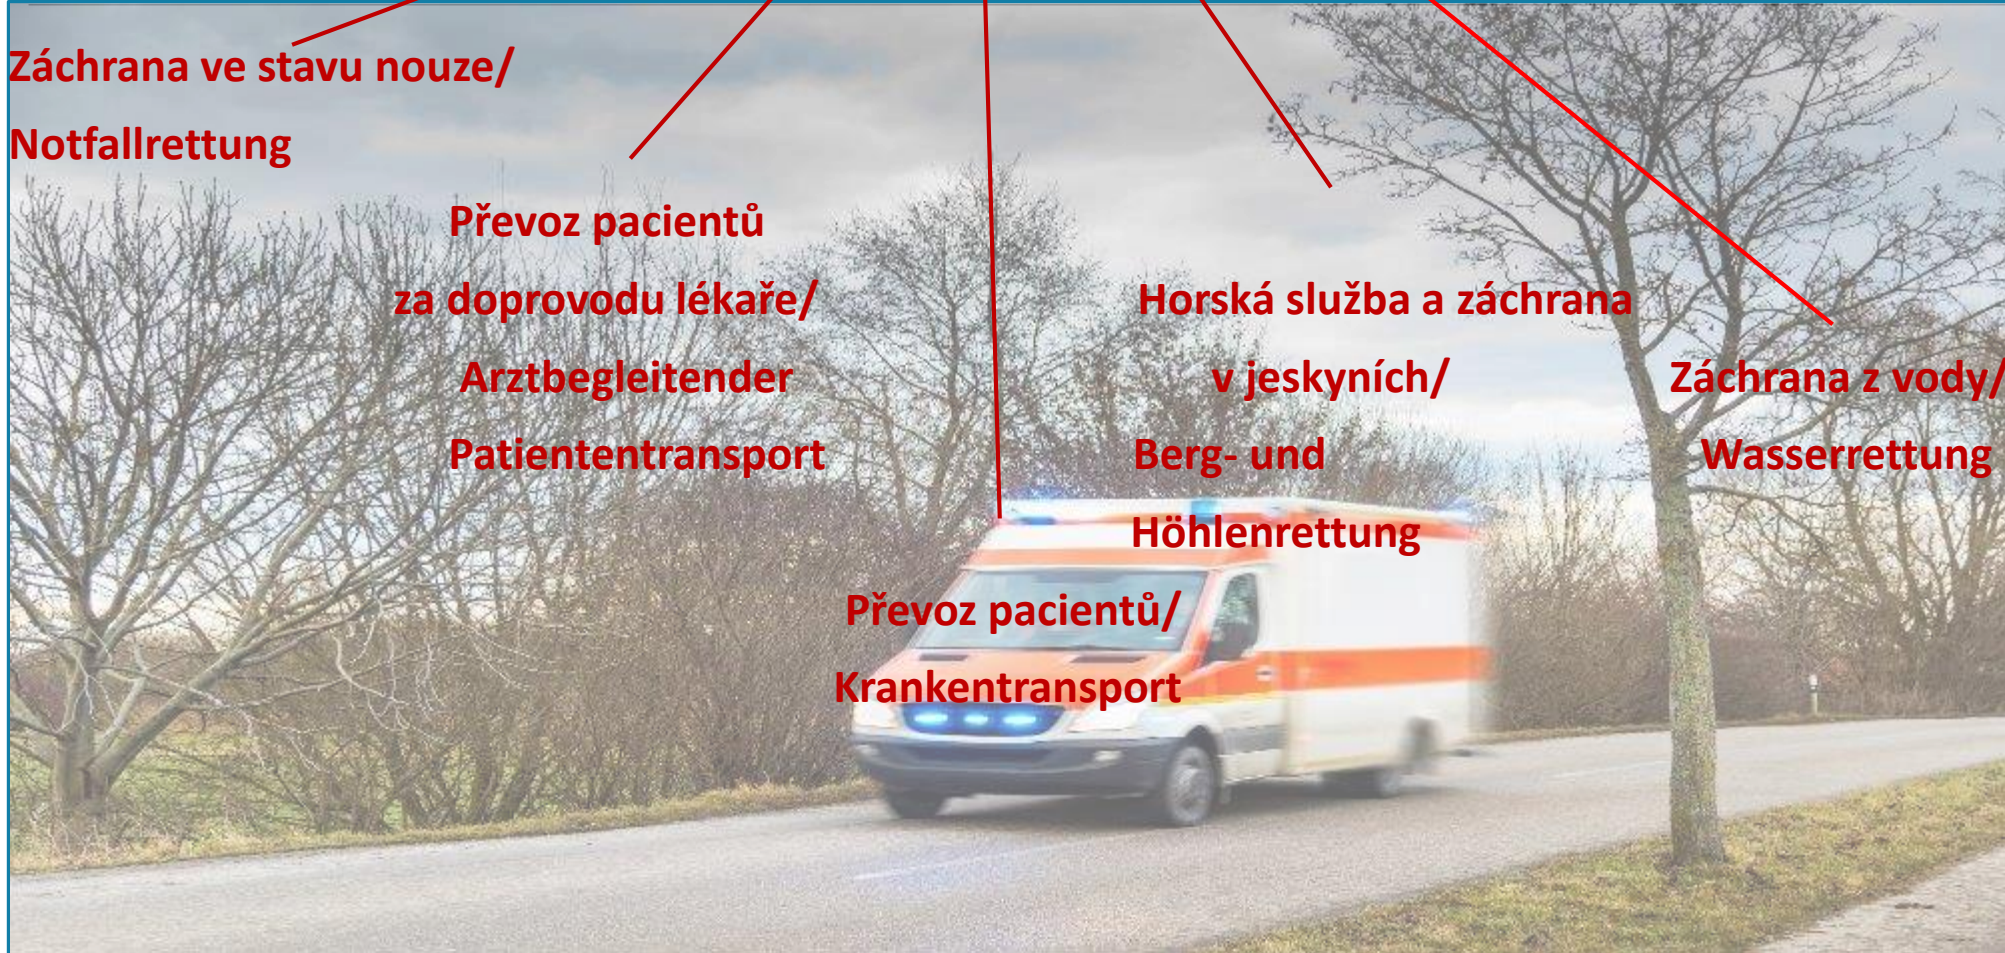 Záchrana ve stavu nouze/
Notfallrettung
Převoz pacientů
za doprovodu lékaře/
Arztbegleitender
Patiententransport
Převoz pacientů/
Krankentransport
Horská služba a záchrana
v jeskyních/
Berg- und
Höhlenrettung
Záchrana z vody/
Wasserrettung